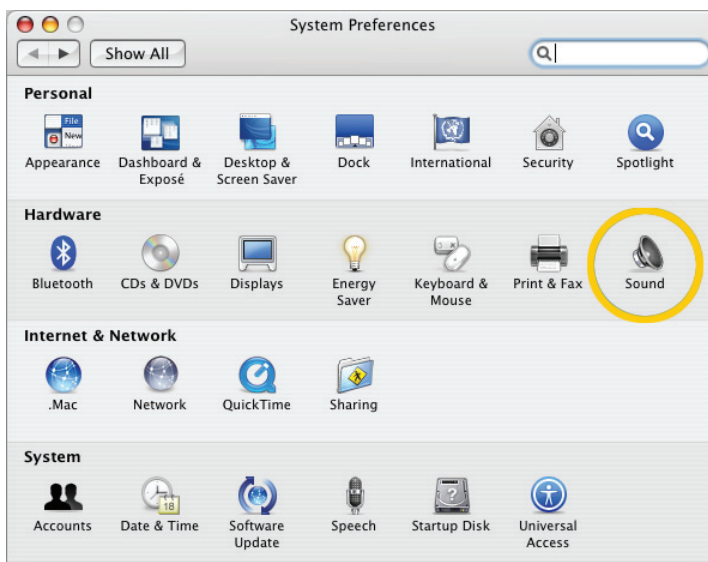 System Preferences
Show All
Personal
File
New
Appearance
Dashboard &
Exposé
Desktop &
Screen Saver
Dock
International
Security
Spotlight
Hardware
Bluetooth
CDs & DVDs
Displays
Energy
Saver
Keyboard &
Mouse
Print & Fax
Sound
Internet & Network
.Mac
Network
QuickTime
Sharing
System
18
?
Accounts
Date & Time
Software
Update
Speech
Startup Disk
Universal
Access